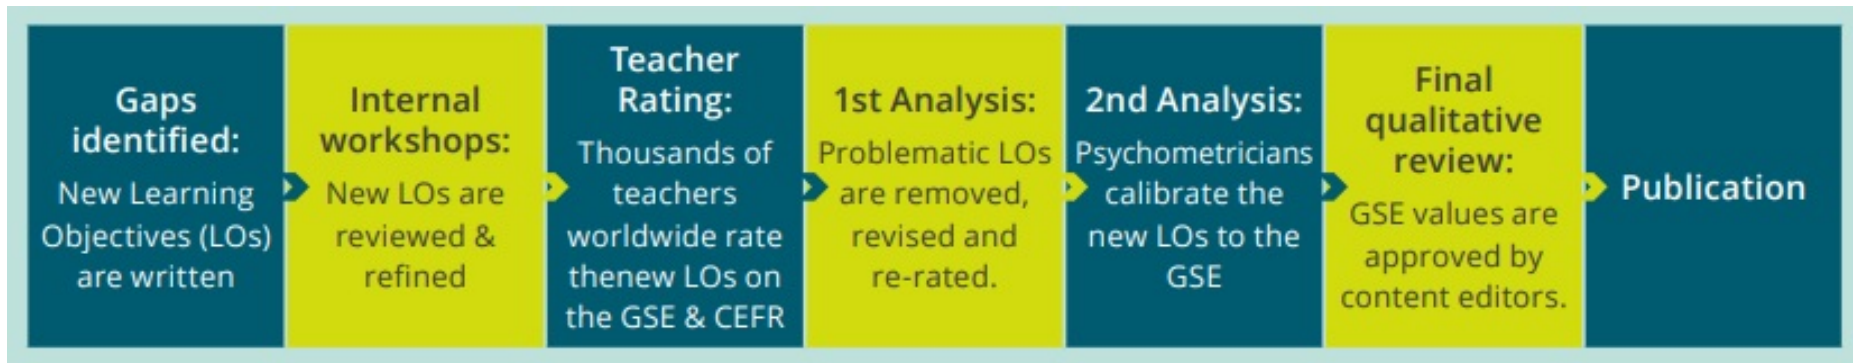 Gaps
identified:
New Learning
Objectives (LOs)
are written
Internal
workshops:
New LOs are
reviewed &
refined
Teacher
Rating:
Thousands of
teachers
worldwide rate
thenew LOs on
the GSE & CEFR
1st Analysis:
Problematic LOs
are removed,
revised and
re-rated.
2nd Analysis:
Psychometricians
calibrate the
new LOs to the
GSE
Final
qualitative
review:
GSE values are
approved by
content editors.
Publication